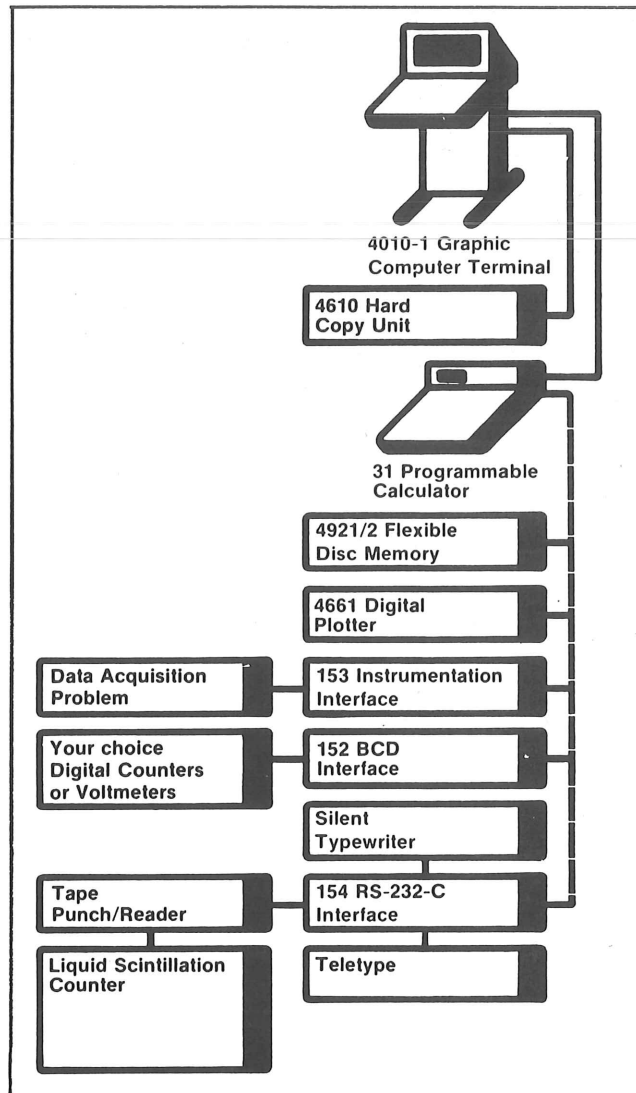 4010-1 Graphic
Computer Terminal
4610 Hard
Copy Unit
31 Programmable
Calculator
4921/2 Flexible
Disc Memory
4661 Digital
Plotter
Data Acquisition
Problem
153 Instrumentation
Interface
Your choice
Digital Counters
or Voltmeters
152 BCD
Interface
Silent
Typewriter
Tape
Punch/Reader
154 RS-232-C
Interface
Liquid Scintillation
Counter
Teletype